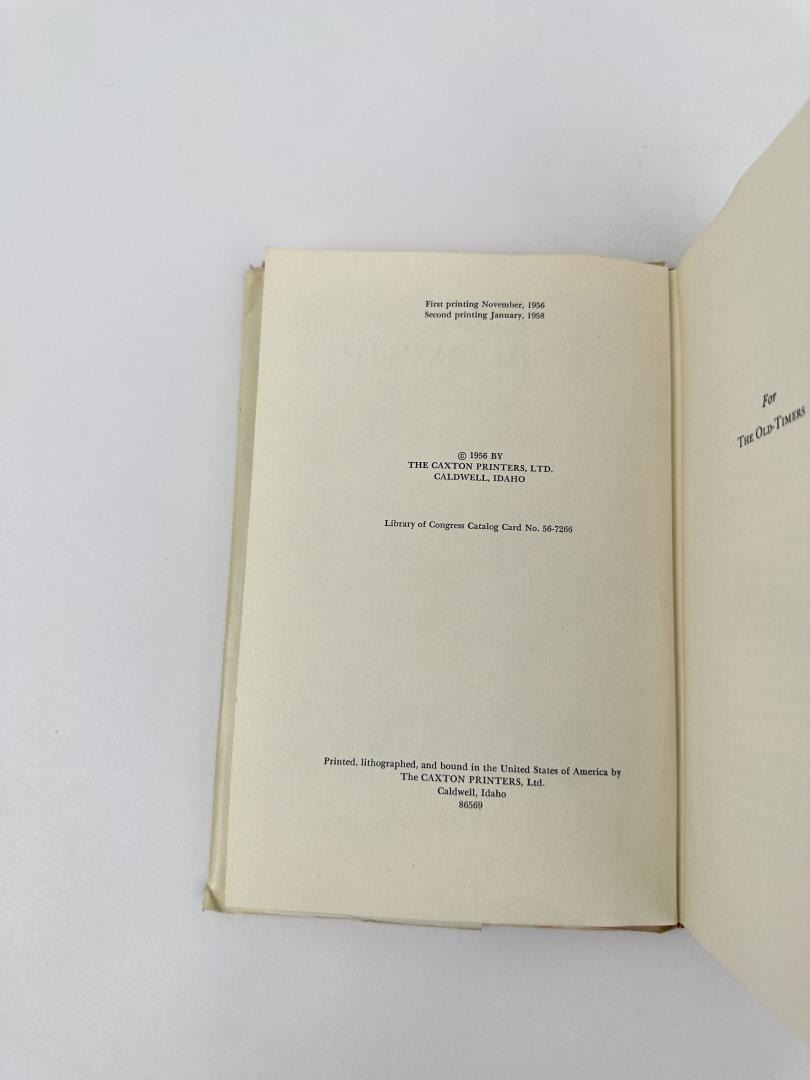 First printing November, 1956
Second printing January, 1958
© 1956 BY
THE CAXTON PRINTERS, LTD.
CALDWELL, IDAHO
Library of Congress Catalog Card No. 56-7266
Printed, lithographed, and bound in the United States of America by
The CAXTON PRINTERS, Ltd.
Caldwell, Idaho
86569
For
THE OLD-TIMERS